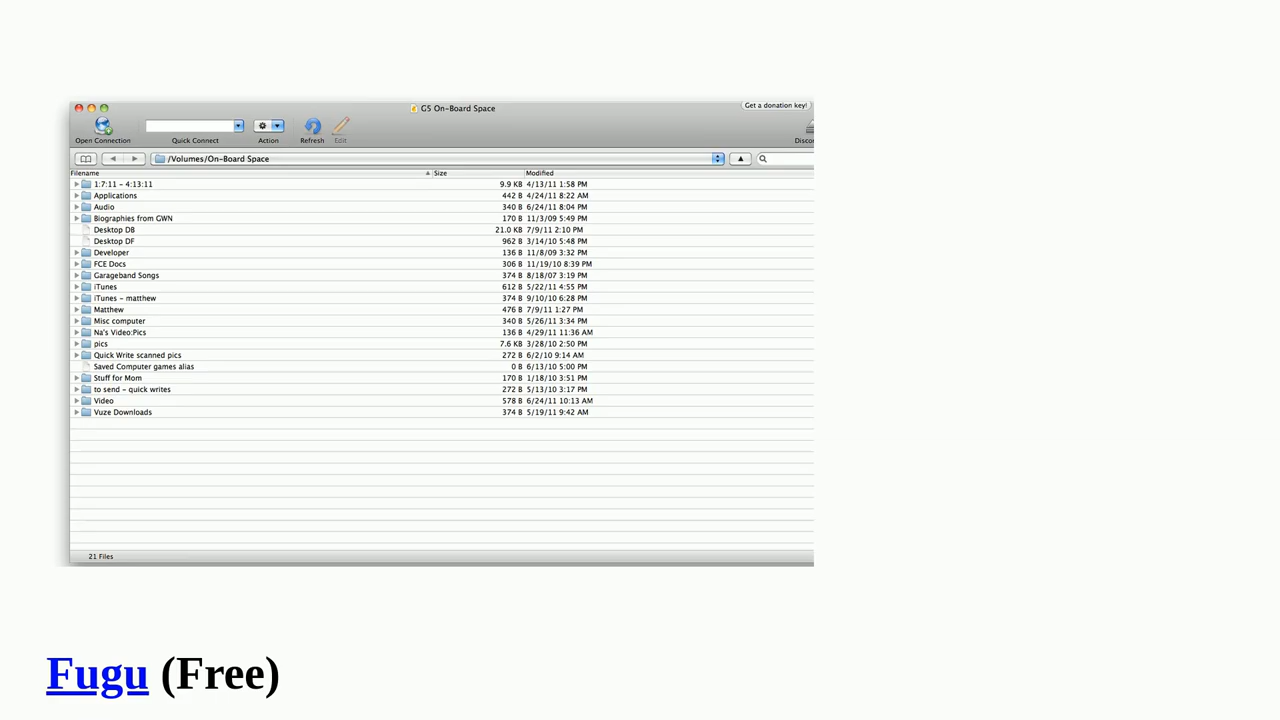 G5 On-Board Space
Get a donation key!
Open Connection Quick Connect Action Refresh Edit Discon
/Volumes/On-Board Space
Filename Size Modified
1:7:11 - 4:13:11 9.9 KB 4/13/11 1:58 PM
Applications 442 B 4/24/11 8:22 AM
Audio 340 B 6/24/11 8:04 PM
Biographies from GWN 170 B 11/3/09 5:49 PM
Desktop DB 21.0 KB 7/9/11 2:10 PM
Desktop DF 962 B 3/14/10 5:48 PM
Developer 136 B 11/8/09 3:32 PM
FCE Docs 306 B 11/19/10 8:39 PM
Garageband Songs 374 B 8/18/07 3:19 PM
iTunes 612 B 5/22/11 4:55 PM
iTunes - matthew 374 B 9/10/10 6:28 PM
Matthew 476 B 7/9/11 1:27 PM
Misc computer 340 B 5/26/11 3:34 PM
Na's Video:Pics 136 B 4/29/11 11:36 AM
pics 7.6 KB 3/28/10 2:50 PM
Quick Write scanned pics 272 B 6/2/10 9:14 AM
Saved Computer games alias 0 B 6/13/10 5:00 PM
Stuff for Mom 170 B 1/18/10 3:51 PM
to send - quick writes 272 B 5/13/10 3:17 PM
Video 578 B 6/24/11 10:13 AM
Vuze Downloads 374 B 5/19/11 9:42 AM
21 Files
Fugu (Free)